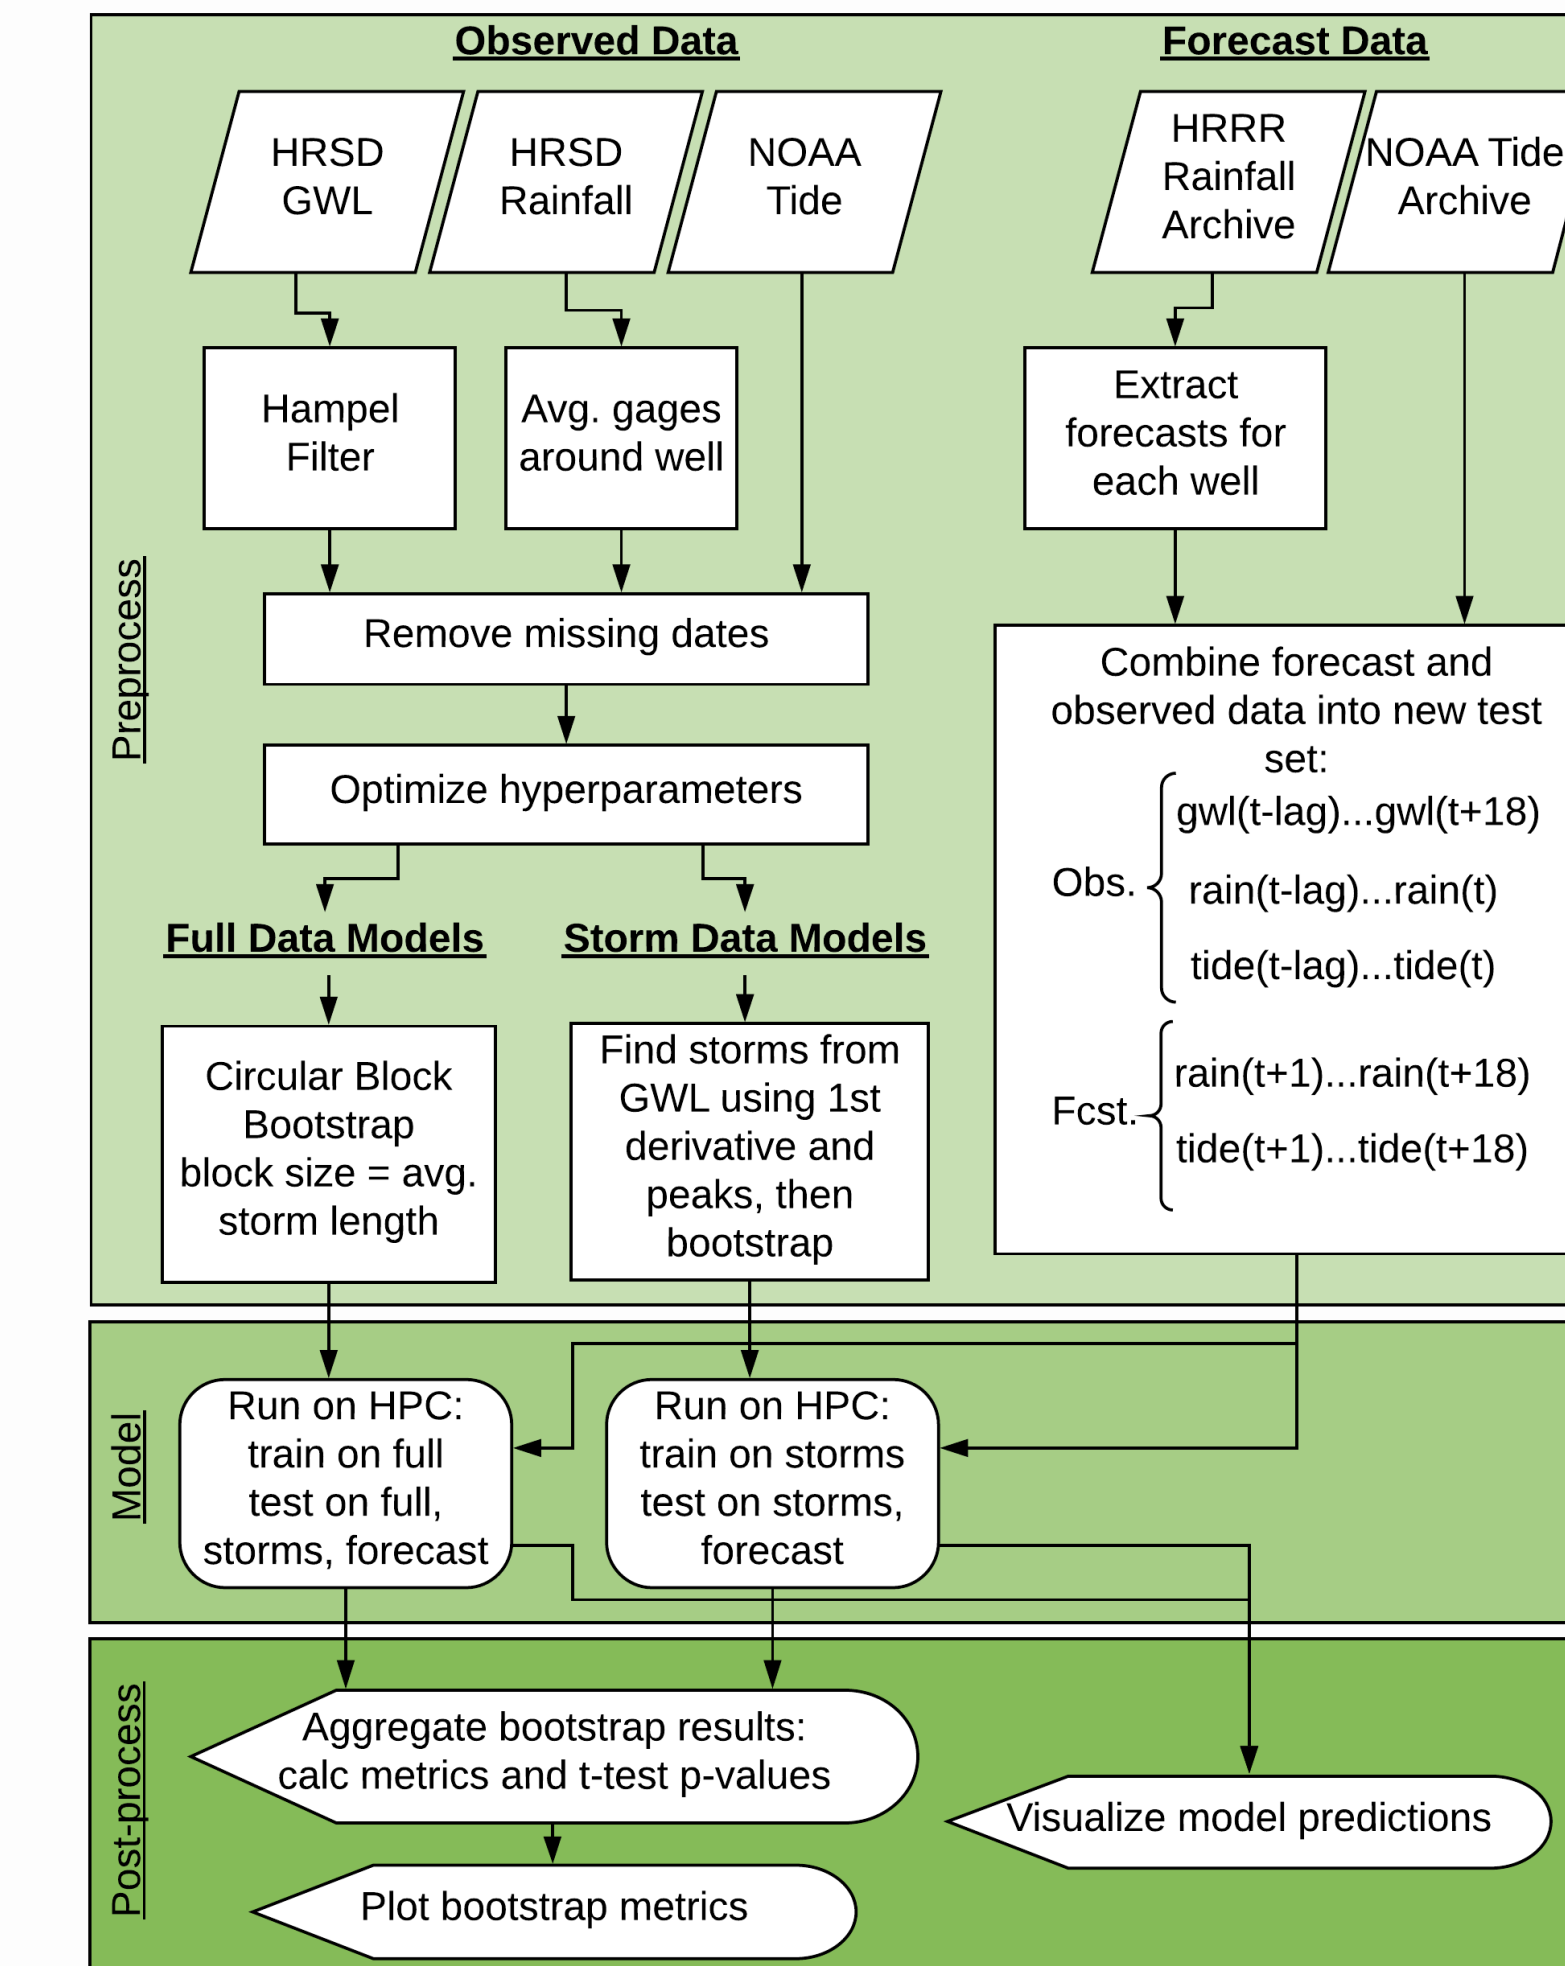 Observed Data
Forecast Data
HRSD
GWL
HRSD
Rainfall
NOAA
Tide
HRRR
Rainfall
Archive
NOAA Tide
Archive
Hampel
Filter
Avg. gages
around well
Extract
forecasts for
each well
Preprocess
Remove missing dates
Optimize hyperparameters
Combine forecast and
observed data into new test
set:
Obs.
gwl(t-lag)...gwl(t+18)
rain(t-lag)...rain(t)
tide(t-lag)...tide(t)
Fcst.
rain(t+1)...rain(t+18)
tide(t+1)...tide(t+18)
Full Data Models
Storm Data Models
Circular Block
Bootstrap
block size = avg.
storm length
Find storms from
GWL using 1st
derivative and
peaks, then
bootstrap
Model
Run on HPC:
train on full
test on full,
storms, forecast
Run on HPC:
train on storms
test on storms,
forecast
Post-process
Aggregate bootstrap results:
calc metrics and t-test p-values
Visualize model predictions
Plot bootstrap metrics